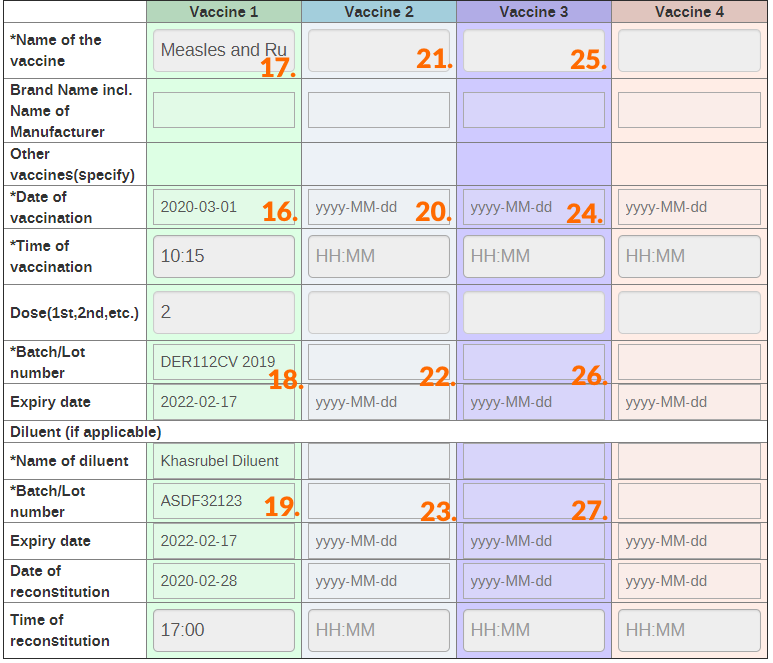 Vaccine 1 Vaccine 2 Vaccine 3 Vaccine 4
*Name of the vaccine Measles and Ru 17. 21. 25.
Brand Name incl. Name of Manufacturer
Other vaccines(specify)
*Date of vaccination 2020-03-01 16. yyyy-MM-dd 20. yyyy-MM-dd 24. yyyy-MM-dd
*Time of vaccination 10:15 HH:MM HH:MM HH:MM
Dose(1st,2nd,etc.) 2
*Batch/Lot number DER112CV 2019 18. 22. 26.
Expiry date 2022-02-17 yyyy-MM-dd yyyy-MM-dd yyyy-MM-dd
Diluent (if applicable)
*Name of diluent Khasrubel Diluent
*Batch/Lot number ASDF32123 19. 23. 27.
Expiry date 2022-02-17 yyyy-MM-dd yyyy-MM-dd yyyy-MM-dd
Date of reconstitution 2020-02-28 yyyy-MM-dd yyyy-MM-dd yyyy-MM-dd
Time of reconstitution 17:00 HH:MM HH:MM HH:MM